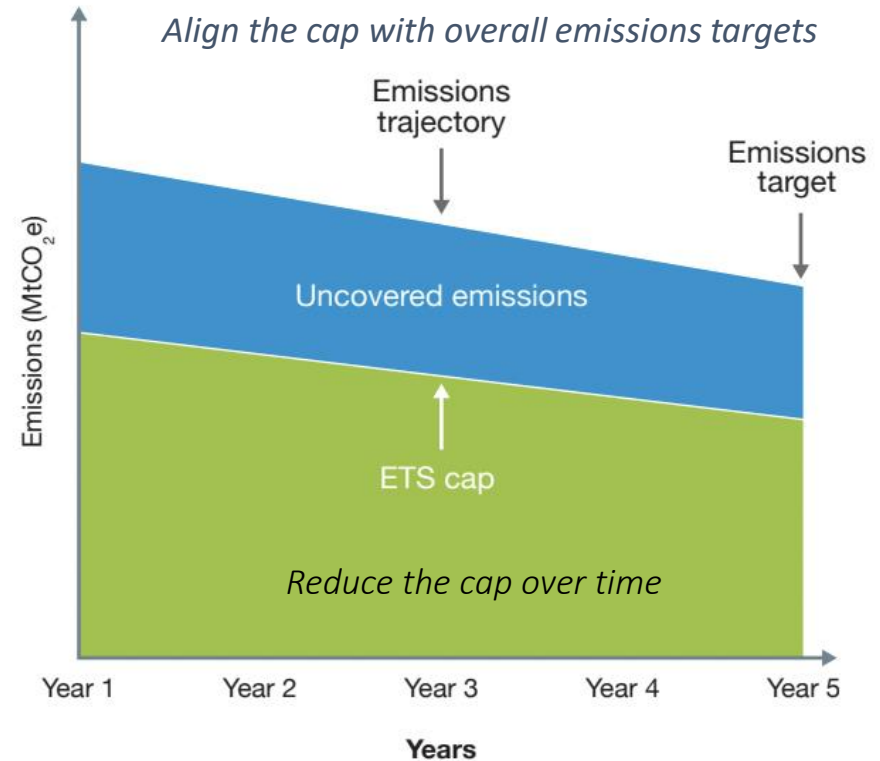 Align the cap with overall emissions targets
Emissions
trajectory
Emissions
target
Emissions (MtCO₂e)
Uncovered emissions
ETS cap
Reduce the cap over time
Year 1
Year 2
Year 3
Year 4
Year 5
Years